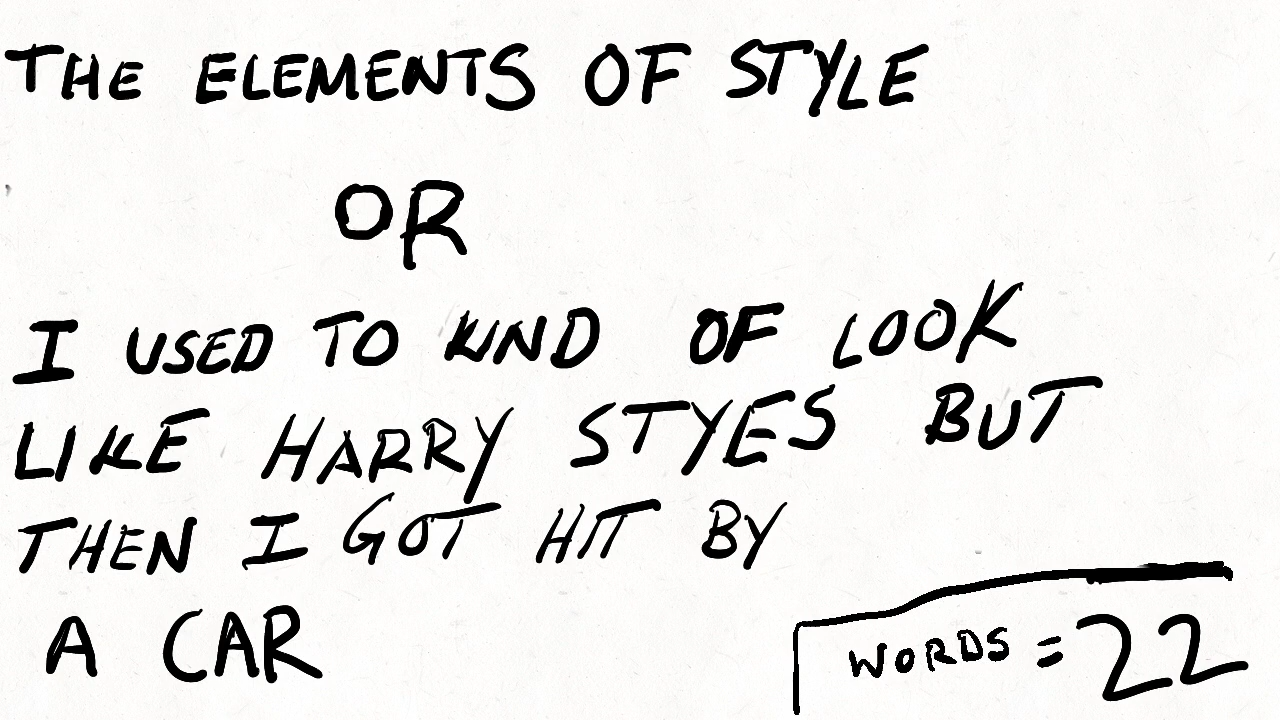 THE ELEMENTS OF STYLE
OR
I USED TO KIND OF LOOK
LIKE HARRY STYES BUT
THEN I GOT HIT BY
A CAR
WORDS = 22